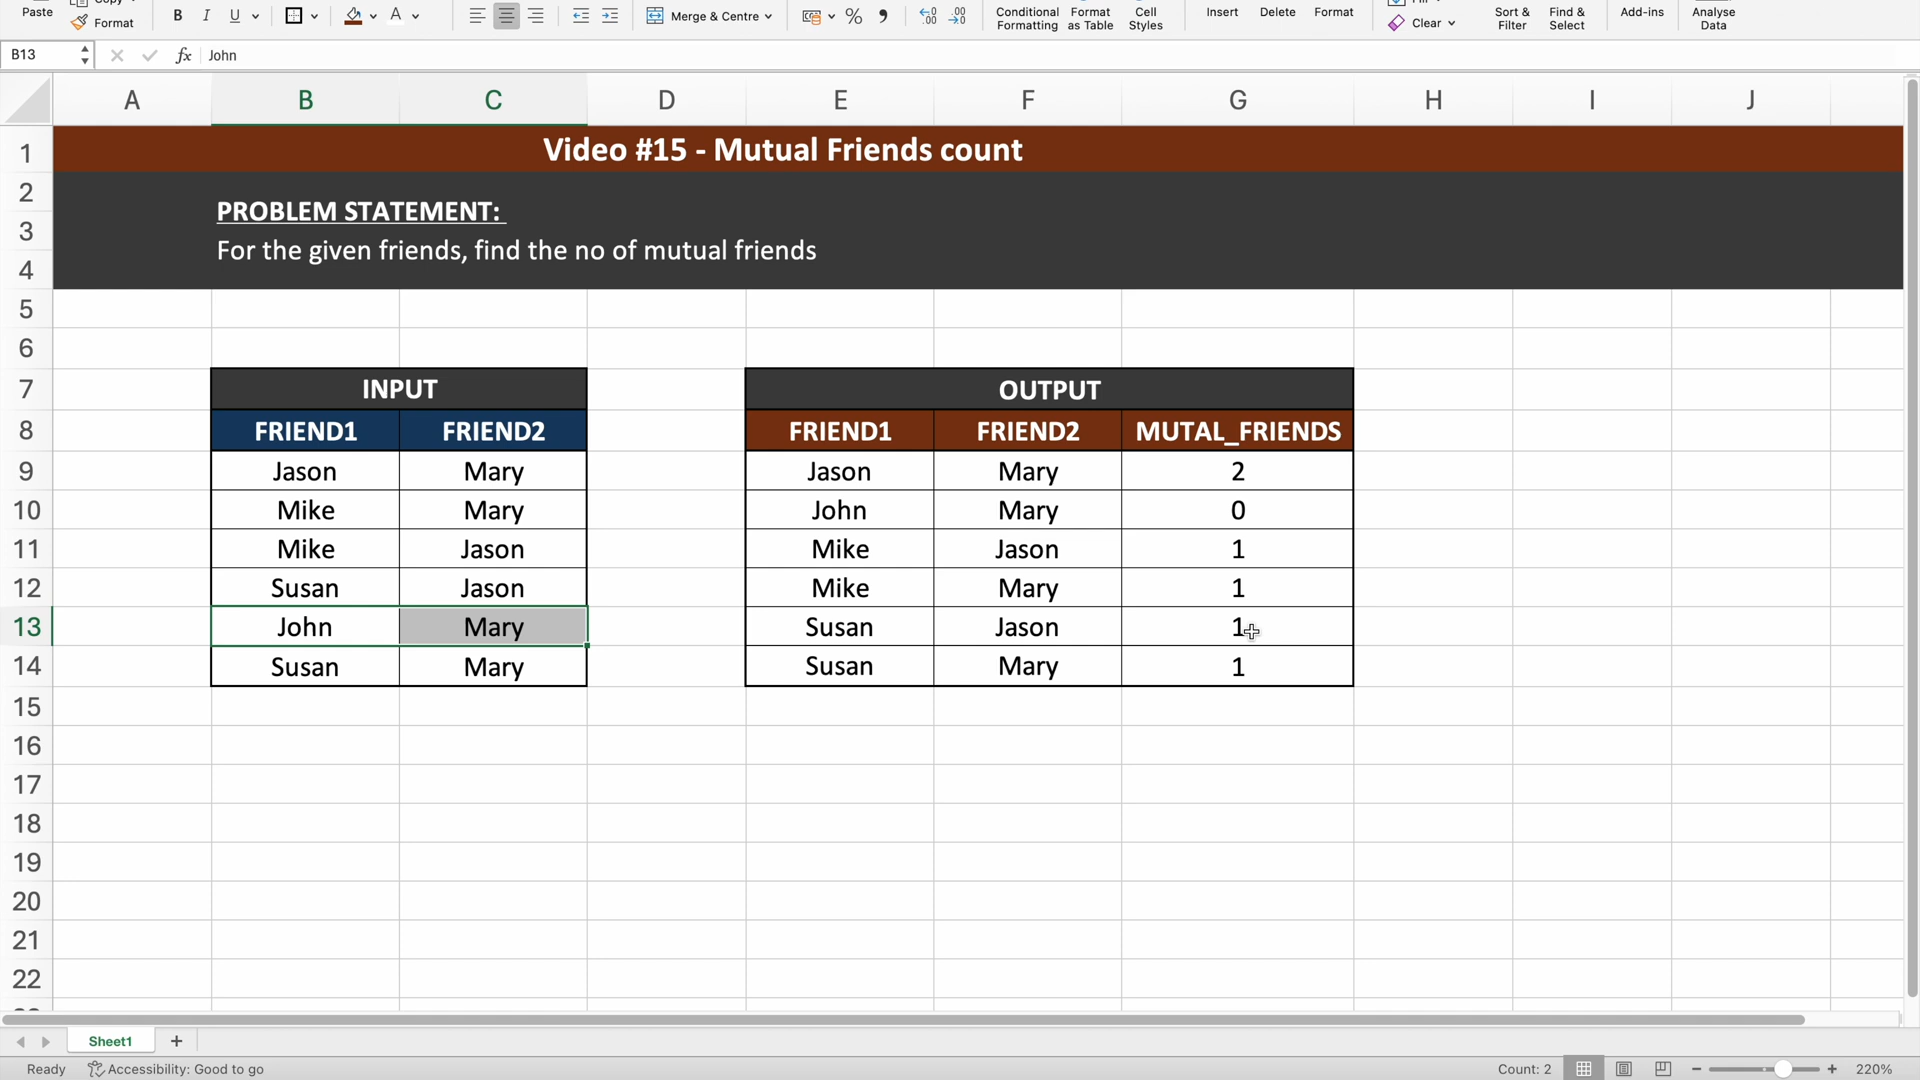 Paste
Copy
Format
B I U
A
Merge & Centre
%
Conditional Formatting
Format as Table
Cell Styles
Insert
Delete
Format
Clear
Sort & Filter
Find & Select
Add-ins
Analyse Data
B13
fx
John
A B C D E F G H I J
1 Video #15 - Mutual Friends count
2 PROBLEM STATEMENT:
3 For the given friends, find the no of mutual friends
4
5
6
7 INPUT OUTPUT
8 FRIEND1 FRIEND2 FRIEND1 FRIEND2 MUTAL_FRIENDS
9 Jason Mary Jason Mary 2
10 Mike Mary John Mary 0
11 Mike Jason Mike Jason 1
12 Susan Jason Mike Mary 1
13 John Mary Susan Jason 1
14 Susan Mary Susan Mary 1
15
16
17
18
19
20
21
22
Sheet1 +
Ready
Accessibility: Good to go
Count: 2
220%